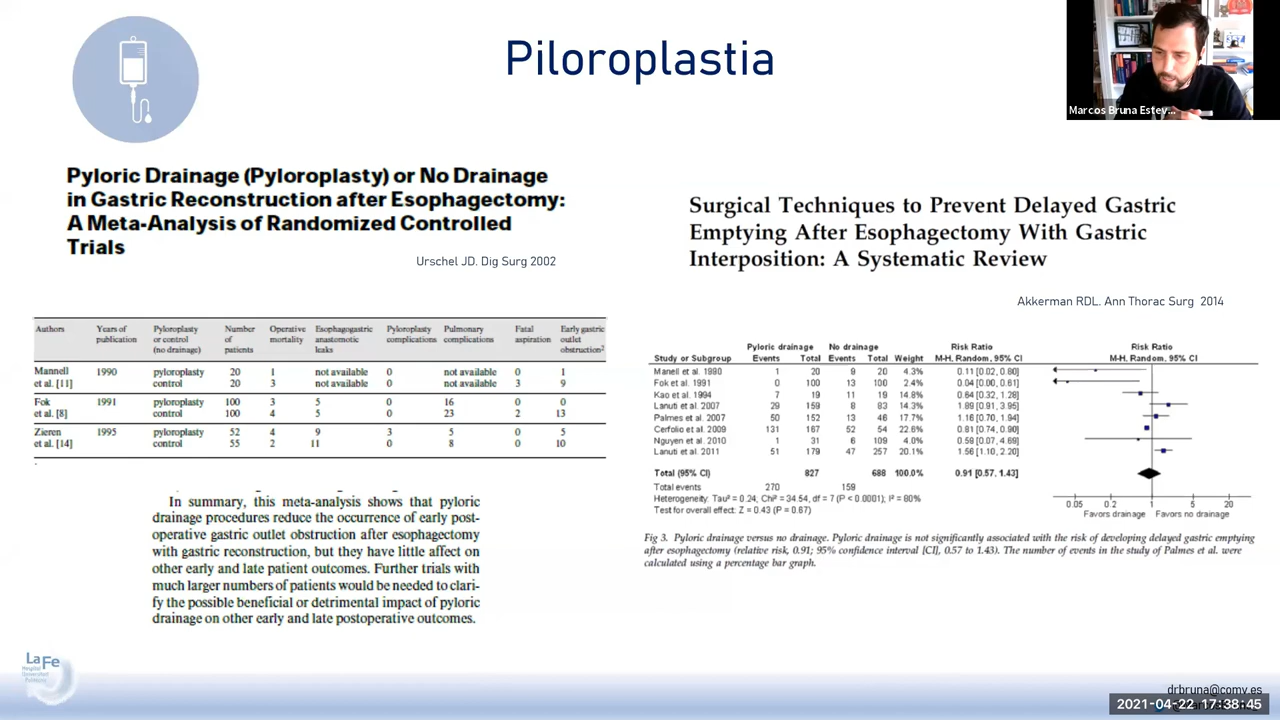 Piloroplastia
Marcos Bruna Estev...
Pyloric Drainage (Pyloroplasty) or No Drainage
in Gastric Reconstruction after Esophagectomy:
A Meta-Analysis of Randomized Controlled
Trials
Urschel JD. Dig Surg 2002
Authors Years of publication Pyloroplasty or control (no drainage) Number of patients Operative mortality Esophagogastric anastomotic leaks Pyloroplasty complications Pulmonary complications Fatal aspiration Early gastric outlet obstruction²
Mannell 1990 pyloroplasty 20 1 not available 0 not available 0 1
et al. [11] control 20 3 not available 0 not available 3 9
Fok 1991 pyloroplasty 100 3 5 0 16 0 0
et al. [8] control 100 4 5 0 23 2 13
Zieren 1995 pyloroplasty 52 4 9 3 5 0 5
et al. [14] control 55 2 11 0 8 0 10
In summary, this meta-analysis shows that pyloric
drainage procedures reduce the occurrence of early post-
operative gastric outlet obstruction after esophagectomy
with gastric reconstruction, but they have little affect on
other early and late patient outcomes. Further trials with
much larger numbers of patients would be needed to clari-
fy the possible beneficial or detrimental impact of pyloric
drainage on other early and late postoperative outcomes.
Surgical Techniques to Prevent Delayed Gastric
Emptying After Esophagectomy With Gastric
Interposition: A Systematic Review
Akkerman RDL. Ann Thorac Surg 2014
Pyloric drainage No drainage Risk Ratio Risk Ratio
Study or Subgroup Events Total Events Total Weight M-H, Random, 95% CI M-H, Random, 95% CI
Manell et al. 1990 1 20 9 20 4.3% 0.11 [0.02, 0.80]
Fok et al. 1991 0 100 13 100 2.4% 0.04 [0.00, 0.61]
Kao et al. 1994 7 19 11 19 14.8% 0.64 [0.32, 1.28]
Lanuti et al. 2007 29 159 8 83 13.8% 1.89 [0.91, 3.95]
Palmes et al. 2007 50 152 13 46 17.7% 1.16 [0.70, 1.94]
Cerfolio et al. 2009 131 167 52 54 22.6% 0.81 [0.74, 0.90]
Nguyen et al. 2010 1 31 6 109 4.0% 0.59 [0.07, 4.69]
Lanuti et al. 2011 51 179 47 257 20.1% 1.56 [1.10, 2.20]
Total (95% CI) 827 688 100.0% 0.91 [0.57, 1.43]
Total events 270 159
Heterogeneity: Tau² = 0.24, Chi² = 34.54, df = 7 (P < 0.0001); I² = 80%
Test for overall effect: Z = 0.43 (P = 0.67)
0.05 0.2 1 5 20
Favors drainage Favors no drainage
Fig 3. Pyloric drainage versus no drainage. Pyloric drainage is not significantly associated with the risk of developing delayed gastric emptying
after esophagectomy (relative risk, 0.91; 95% confidence interval [CI], 0.57 to 1.43). The number of events in the study of Palmes et al. were
calculated using a percentage bar graph.
La Fe
Hospital
Universitari
drbruna@comv.es
2021-04-22 17:38:45